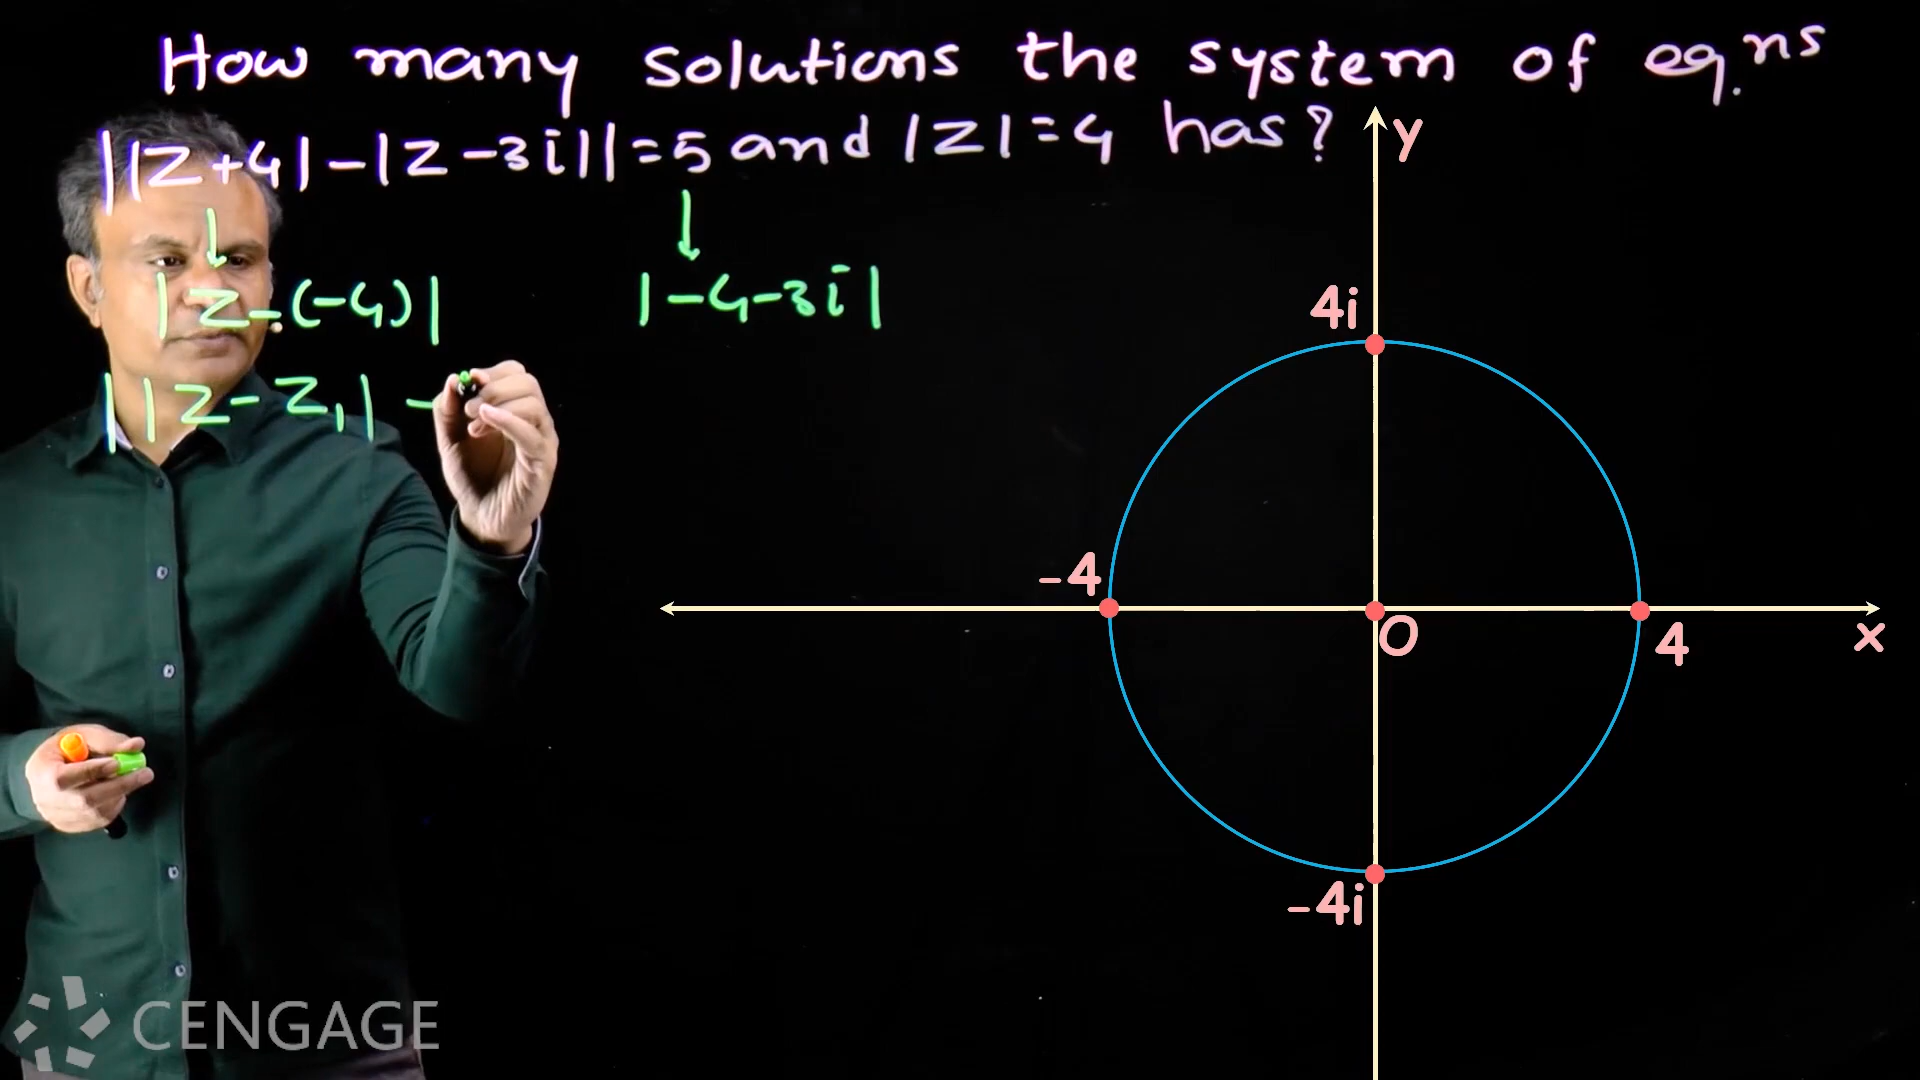 How many solutions the system of eq.ns
||z+4|-|z-3i||=5 and |z|=4 has?
|z-(-4)| |-4-3i|
||z-z₁| -
y
4i
-4
O
4
x
-4i
CENGAGE